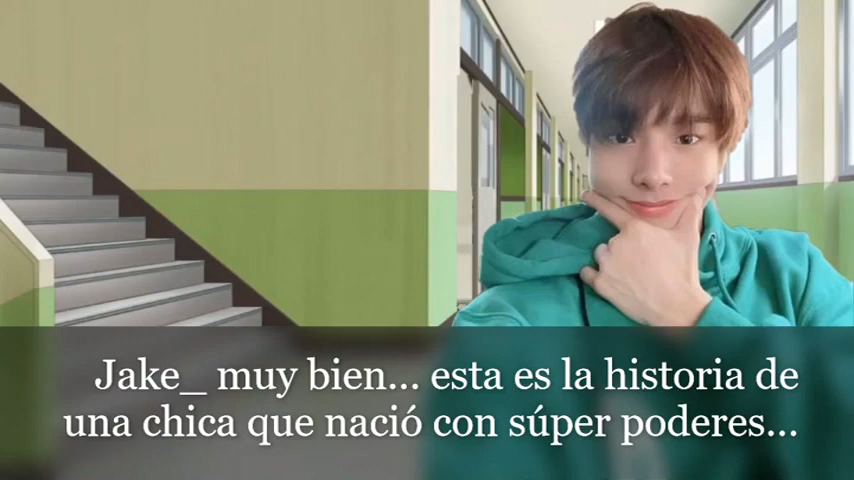 Jake_ muy bien... esta es la historia de
una chica que nació con súper poderes...